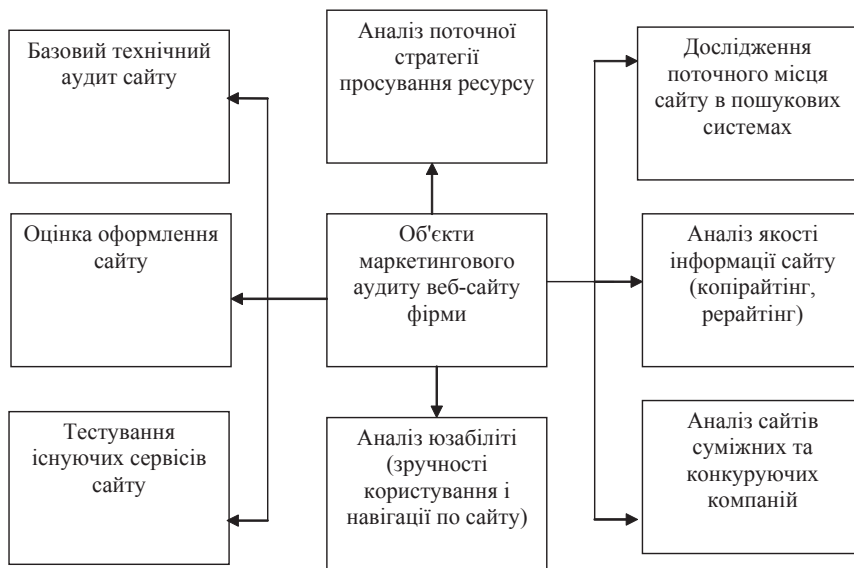 Базовий технічний
аудит сайту
Аналіз поточної
стратегії
просування ресурсу
Дослідження
поточного місця
сайту в пошукових
системах
Оцінка оформлення
сайту
Об'єкти
маркетингового
аудиту веб-сайту
фірми
Аналіз якості
інформації сайту
(копірайтінг,
рерайтінг)
Тестування
існуючих сервісів
сайту
Аналіз юзабіліті
(зручності
користування і
навігації по сайту)
Аналіз сайтів
суміжних та
конкуруючих
компаній